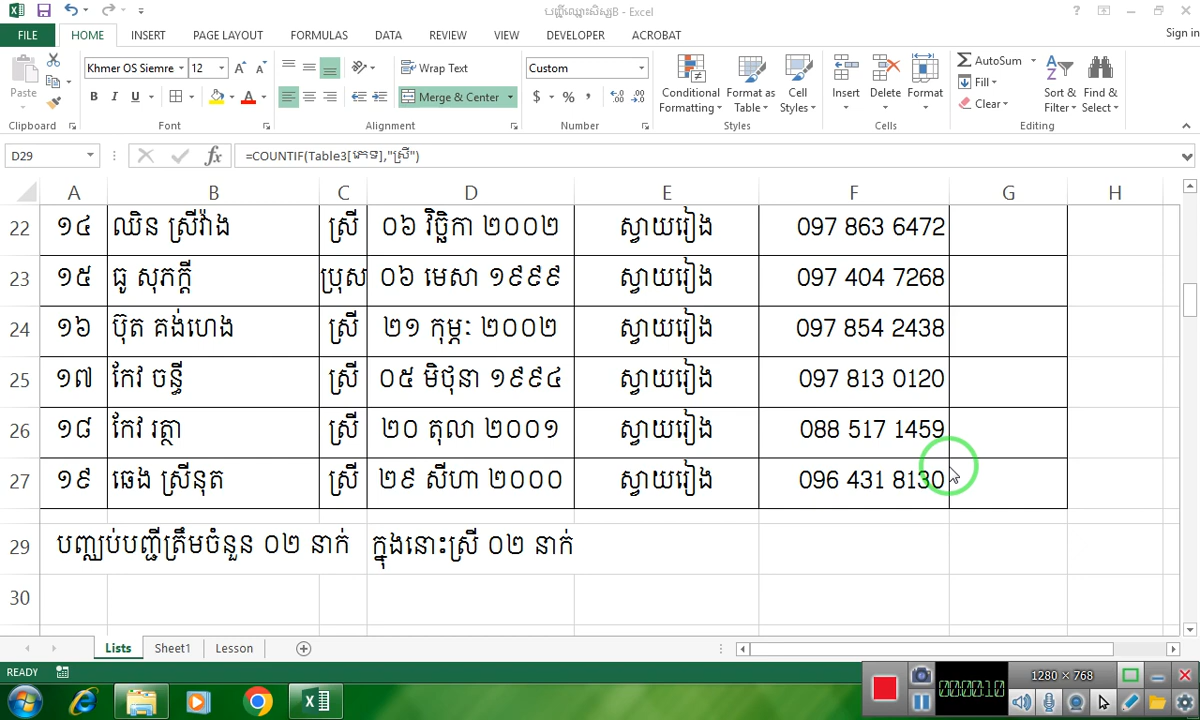 បញ្ជីឈ្មោះសិស្សB - Excel
Sign in
FILE HOME INSERT PAGE LAYOUT FORMULAS DATA REVIEW VIEW DEVELOPER ACROBAT
Paste
Khmer OS Siemre 12
B I U
Wrap Text
Merge & Center
Custom
$ % ,
Conditional Formatting
Format as Table
Cell Styles
Insert
Delete
Format
AutoSum
Fill
Clear
Sort & Filter
Find & Select
Clipboard Font Alignment Number Styles Cells Editing
D29 fx =COUNTIF(Table3[ភេទ],"ស្រី")
A B C D E F G H
22 ១៤ ឈិន ស្រីវ៉ាង ស្រី ០៦ វិច្ឆិកា ២០០២ ស្វាយរៀង 097 863 6472
23 ១៥ ធូ សុភក្តី ប្រុស ០៦ មេសា ១៩៩៩ ស្វាយរៀង 097 404 7268
24 ១៦ ប៊ុត គង់ហេង ស្រី ២១ កុម្ភៈ ២០០២ ស្វាយរៀង 097 854 2438
25 ១៧ កែវ ចន្ធី ស្រី ០៥ មិថុនា ១៩៩៤ ស្វាយរៀង 097 813 0120
26 ១៨ កែវ រត្ថា ស្រី ២០ តុលា ២០០១ ស្វាយរៀង 088 517 1459
27 ១៩ ឆេង ស្រីនុត ស្រី ២៩ សីហា ២០០០ ស្វាយរៀង 096 431 8130
29 បញ្ឈប់បញ្ជីត្រឹមចំនួន ០២ នាក់ ក្នុងនោះស្រី ០២ នាក់
30
Lists Sheet1 Lesson
READY
1280 × 768
00:00:10